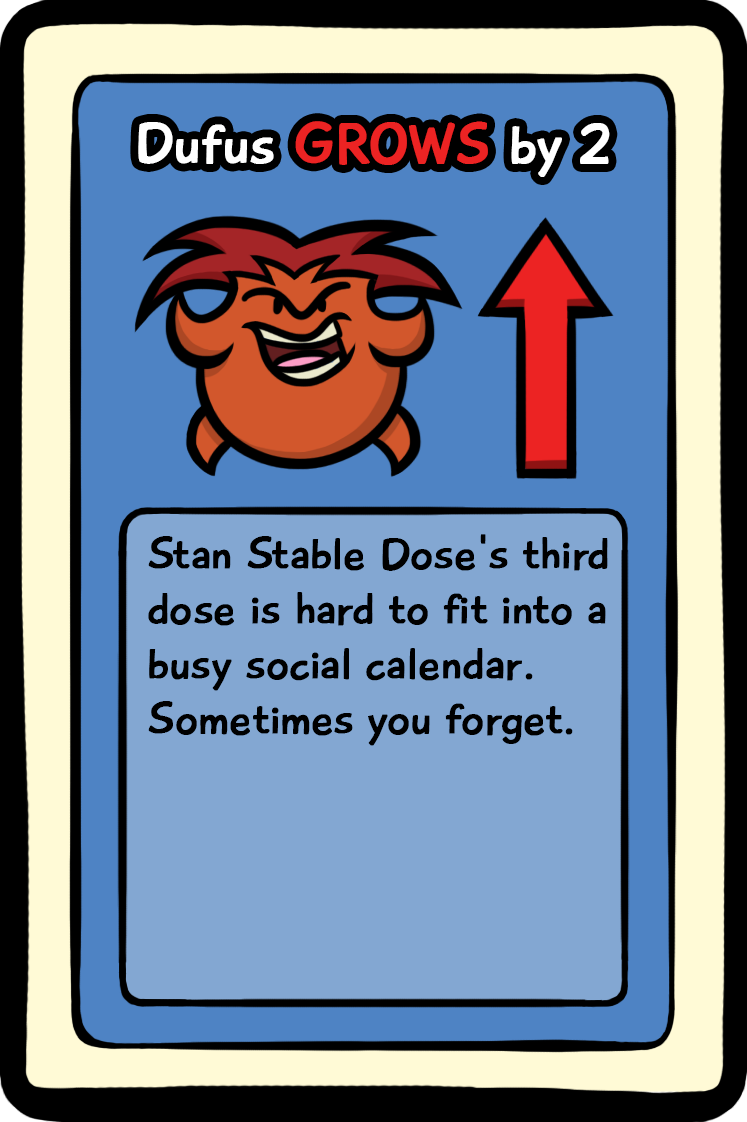 Dufus GROWS by 2
Stan Stable Dose's third
dose is hard to fit into a
busy social calendar.
Sometimes you forget.